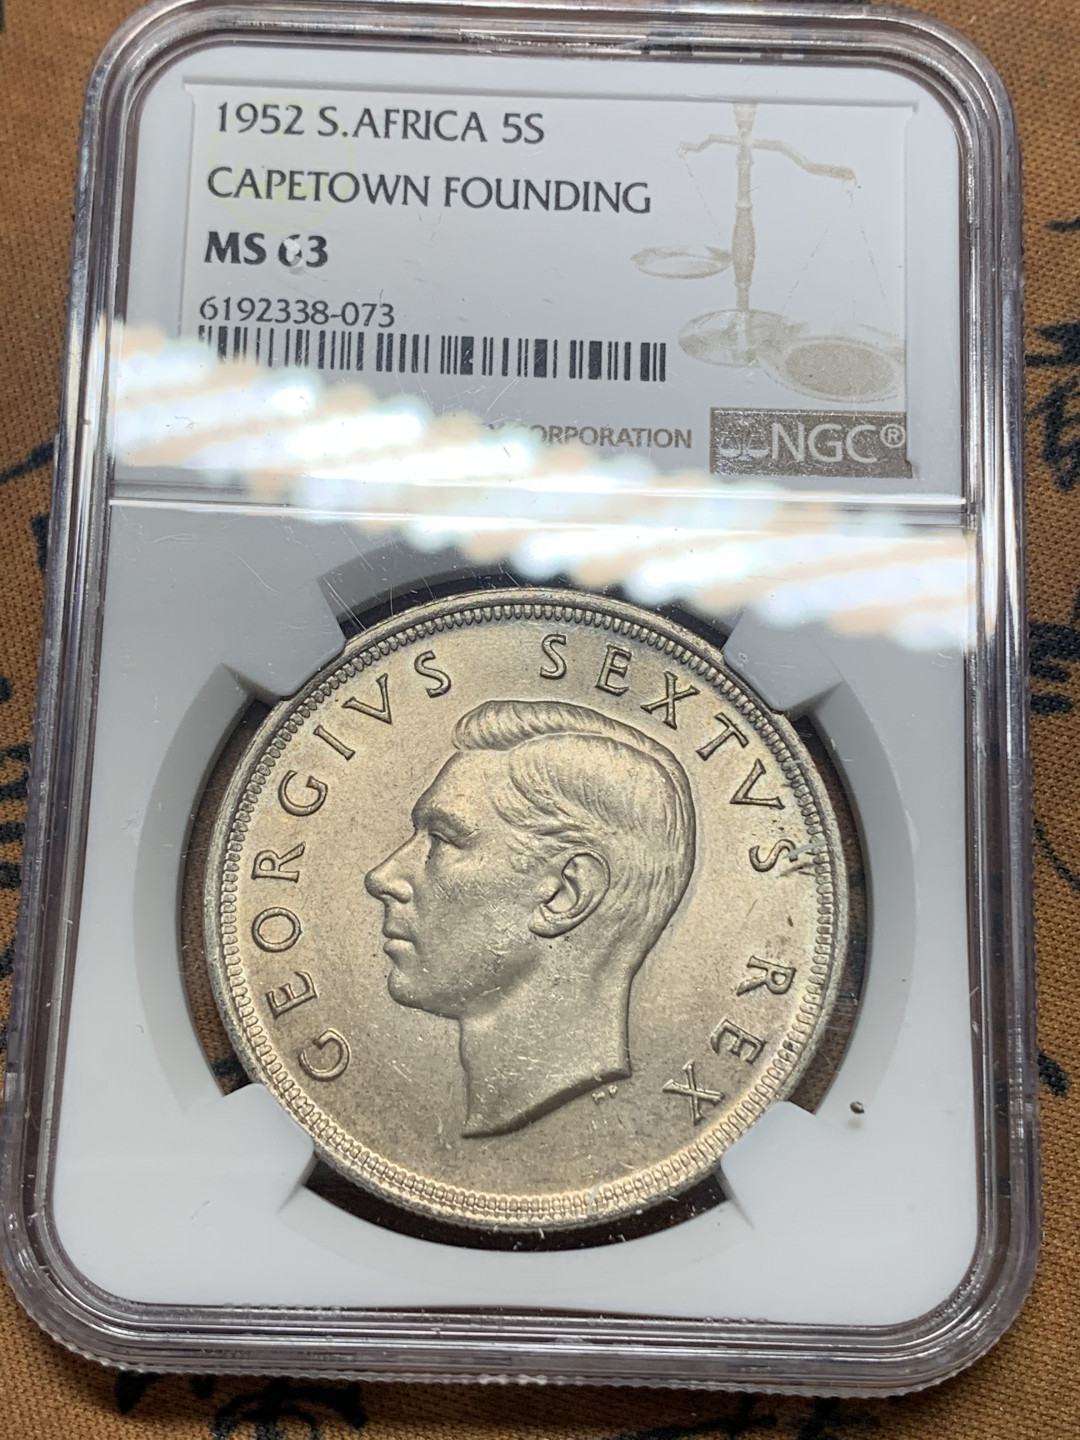 1952 S.AFRICA 5S
CAPETOWN FOUNDING
MS 63
6192338-073
CORPORATION
NGC®
GEORGIVS SEXTVS REX